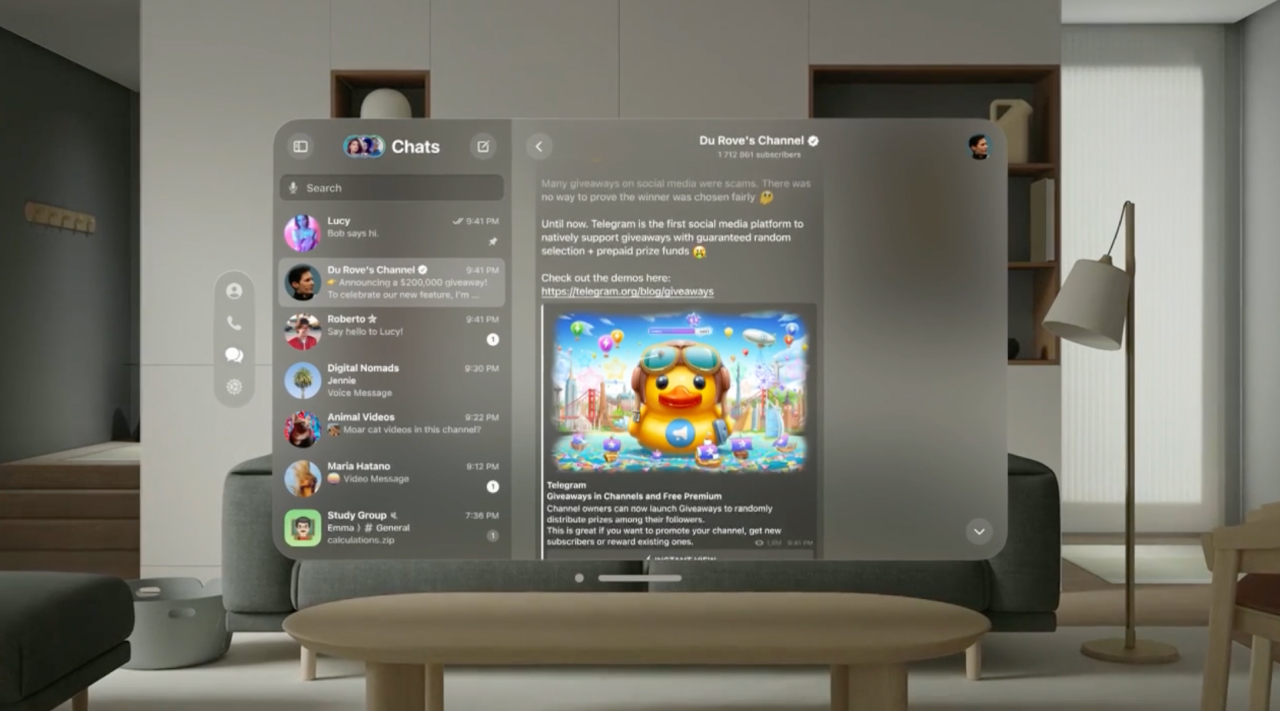 Chats
Search
Lucy
9:41 PM
Bob says hi.
Du Rove's Channel
9:41 PM
👉 Announcing a $200,000 giveaway!
To celebrate our new feature, I'm ...
Roberto
9:41 PM
Say hello to Lucy!
1
Digital Nomads
9:30 PM
Jennie
Voice Message
Animal Videos
9:22 PM
Moar cat videos in this channel?
Maria Hatano
9:12 PM
Video Message
1
Study Group
7:36 PM
Emma ⟩ # General
calculations.zip
1
Du Rove's Channel
1 712 861 subscribers
Many giveaways on social media were scams. There was
no way to prove the winner was chosen fairly 🤔
Until now. Telegram is the first social media platform to
natively support giveaways with guaranteed random
selection + prepaid prize funds 🤑
Check out the demos here:
https://telegram.org/blog/giveaways
Telegram
Giveaways in Channels and Free Premium
Channel owners can now launch Giveaways to randomly
distribute prizes among their followers.
This is great if you want to promote your channel, get new
subscribers or reward existing ones.
9:41 PM
INSTANT VIEW